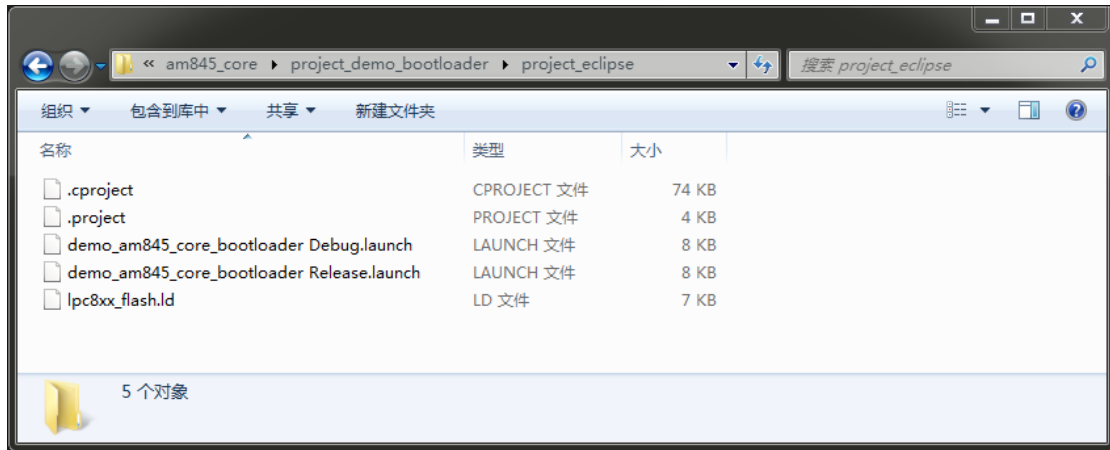 « am845_core ▸ project_demo_bootloader ▸ project_eclipse 搜索 project_eclipse
组织 包含到库中 共享 新建文件夹
名称 类型 大小
.cproject CPROJECT 文件 74 KB
.project PROJECT 文件 4 KB
demo_am845_core_bootloader Debug.launch LAUNCH 文件 8 KB
demo_am845_core_bootloader Release.launch LAUNCH 文件 8 KB
lpc8xx_flash.ld LD 文件 7 KB
5 个对象